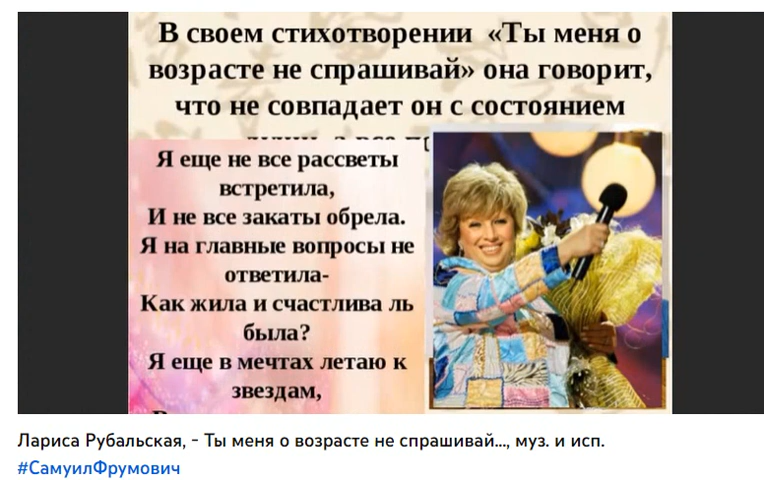 В своем стихотворении «Ты меня о
возрасте не спрашивай» она говорит,
что не совпадает он с состоянием
Я еще не все рассветы
встретила,
И не все закаты обрела.
Я на главные вопросы не
ответила-
Как жила и счастлива ль
была?
Я еще в мечтах летаю к
звездам,
Лариса Рубальская, - Ты меня о возрасте не спрашивай..., муз. и исп.
#СамуилФрумович